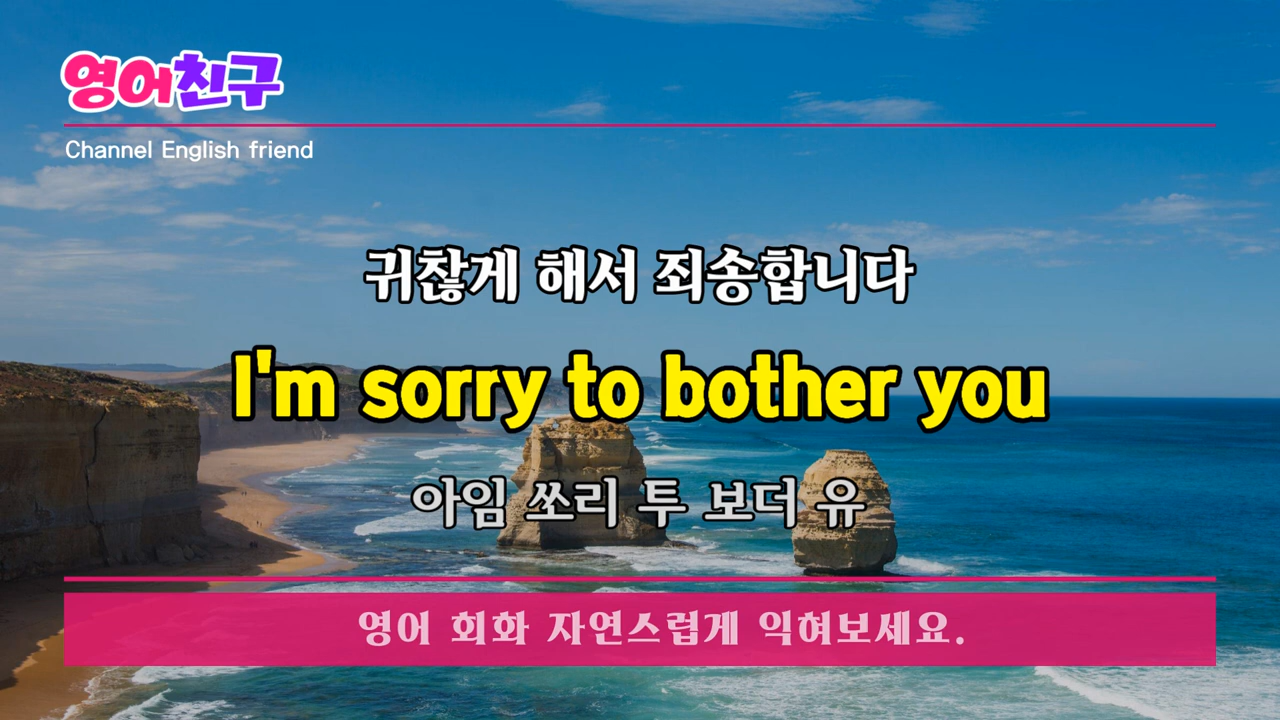 영어친구
Channel English friend
귀찮게 해서 죄송합니다
I'm sorry to bother you
아임 쏘리 투 보더 유
영어 회화 자연스럽게 익혀보세요.